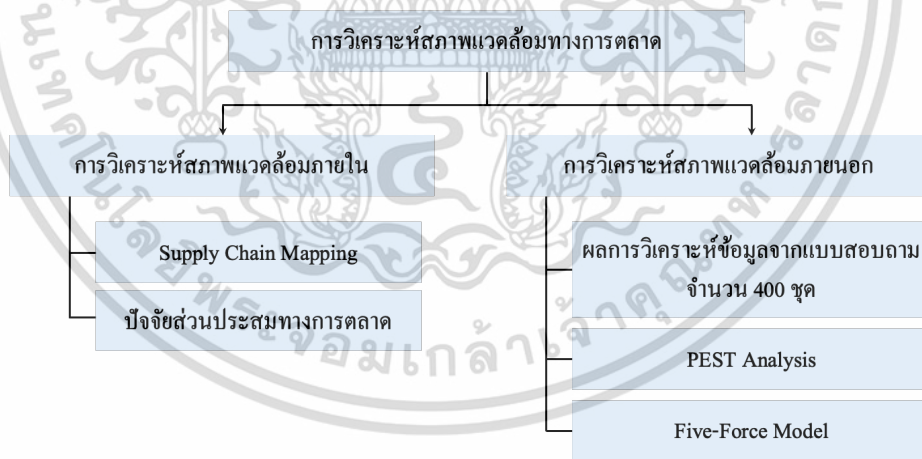 การวิเคราะห์สภาพแวดล้อมทางการตลาด
การวิเคราะห์สภาพแวดล้อมภายใน
Supply Chain Mapping
ปัจจัยส่วนประสมทางการตลาด
การวิเคราะห์สภาพแวดล้อมภายนอก
ผลการวิเคราะห์ข้อมูลจากแบบสอบถาม
จำนวน 400 ชุด
PEST Analysis
Five-Force Model